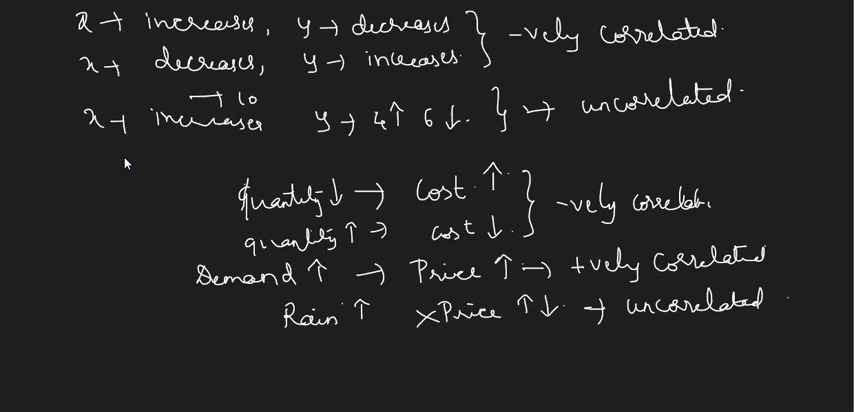 x → increases, y → decreases } -vely correlated.
x → decreases, y → increases.
→ 10
x → increases y → 4 ↑ 6 ↓. } → uncorrelated.
Quantity ↓ → Cost ↑ } -vely correlatn.
quantity ↑ → cost ↓.
Demand ↑ → Price ↑ → +vely Correlated
Rain ↑ × Price ↑ ↓. → uncorrelated